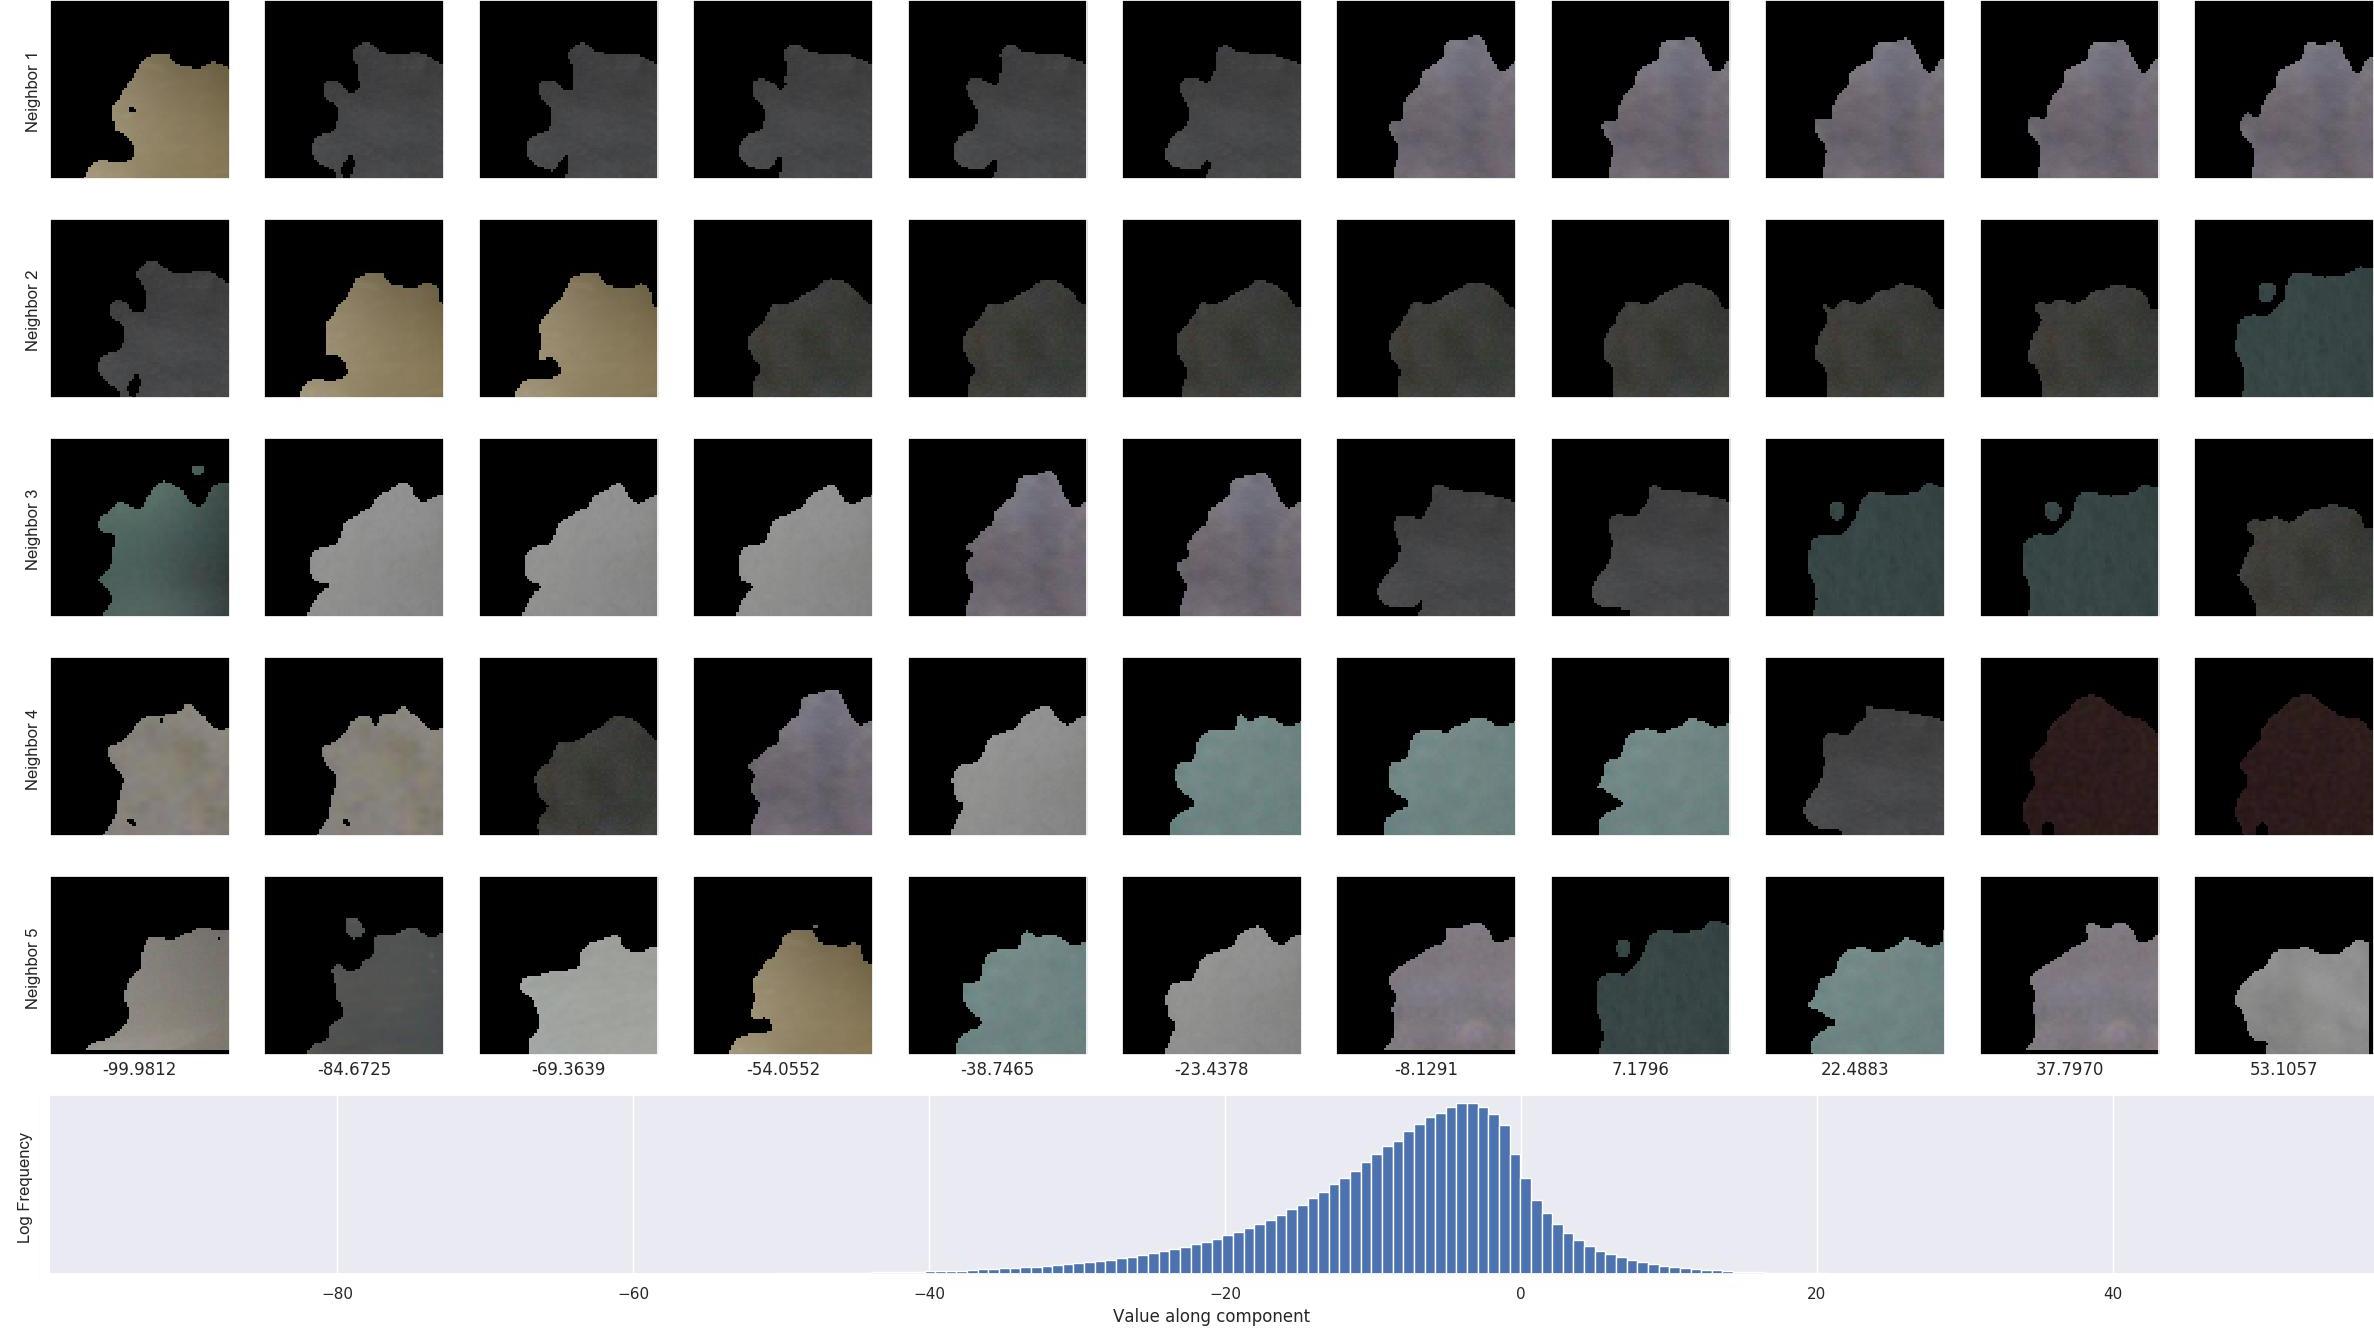 Neighbor 1
Neighbor 2
Neighbor 3
Neighbor 4
Neighbor 5
-99.9812 -84.6725 -69.3639 -54.0552 -38.7465 -23.4378 -8.1291 7.1796 22.4883 37.7970 53.1057
Log Frequency
−80 −60 −40 −20 0 20 40
Value along component